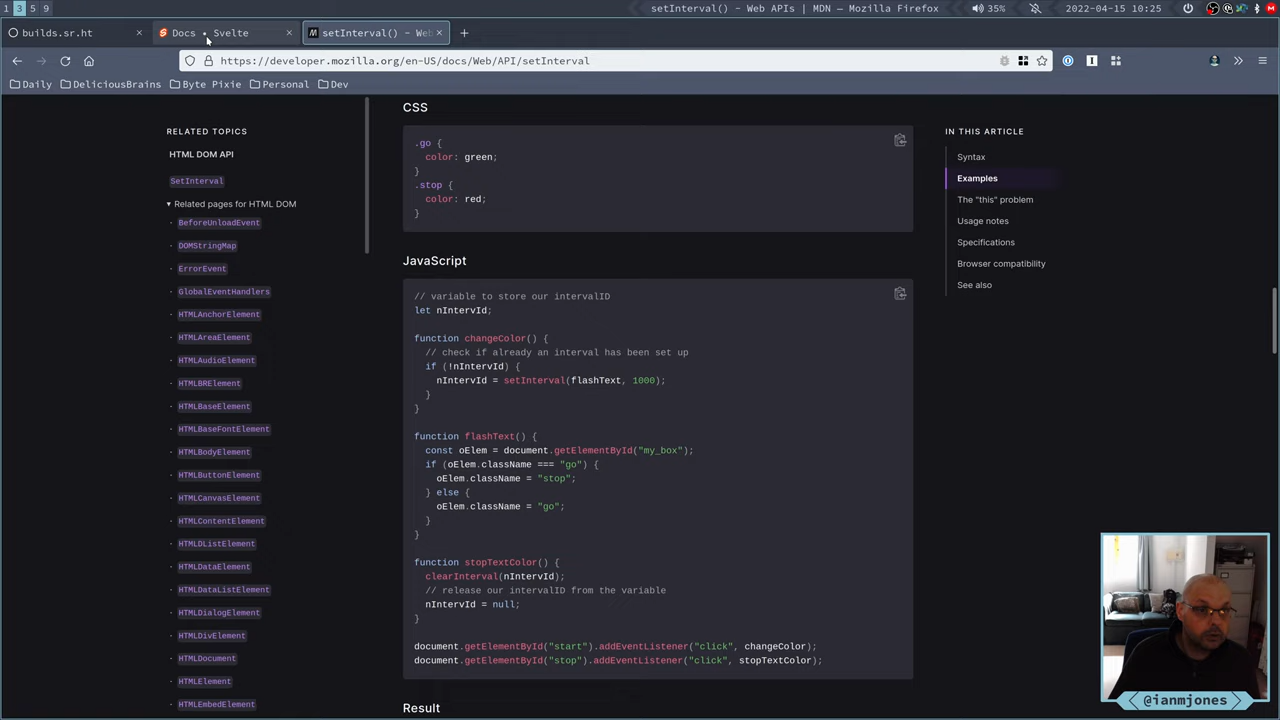 1 3 5 9
setInterval() - Web APIs | MDN — Mozilla Firefox
35%
2022-04-15 10:25
builds.sr.ht
Docs • Svelte
setInterval() - Web
https://developer.mozilla.org/en-US/docs/Web/API/setInterval
Daily
DeliciousBrains
Byte Pixie
Personal
Dev
RELATED TOPICS
HTML DOM API
SetInterval
Related pages for HTML DOM
BeforeUnloadEvent
DOMStringMap
ErrorEvent
GlobalEventHandlers
HTMLAnchorElement
HTMLAreaElement
HTMLAudioElement
HTMLBRElement
HTMLBaseElement
HTMLBaseFontElement
HTMLBodyElement
HTMLButtonElement
HTMLCanvasElement
HTMLContentElement
HTMLDListElement
HTMLDataElement
HTMLDataListElement
HTMLDialogElement
HTMLDivElement
HTMLDocument
HTMLElement
HTMLEmbedElement
CSS
.go {
  color: green;
}
.stop {
  color: red;
}
JavaScript
// variable to store our intervalID
let nIntervId;
function changeColor() {
  // check if already an interval has been set up
  if (!nIntervId) {
    nIntervId = setInterval(flashText, 1000);
  }
}
function flashText() {
  const oElem = document.getElementById("my_box");
  if (oElem.className === "go") {
    oElem.className = "stop";
  } else {
    oElem.className = "go";
  }
}
function stopTextColor() {
  clearInterval(nIntervId);
  // release our intervalID from the variable
  nIntervId = null;
}
document.getElementById("start").addEventListener("click", changeColor);
document.getElementById("stop").addEventListener("click", stopTextColor);
Result
IN THIS ARTICLE
Syntax
Examples
The "this" problem
Usage notes
Specifications
Browser compatibility
See also
@ianmjones